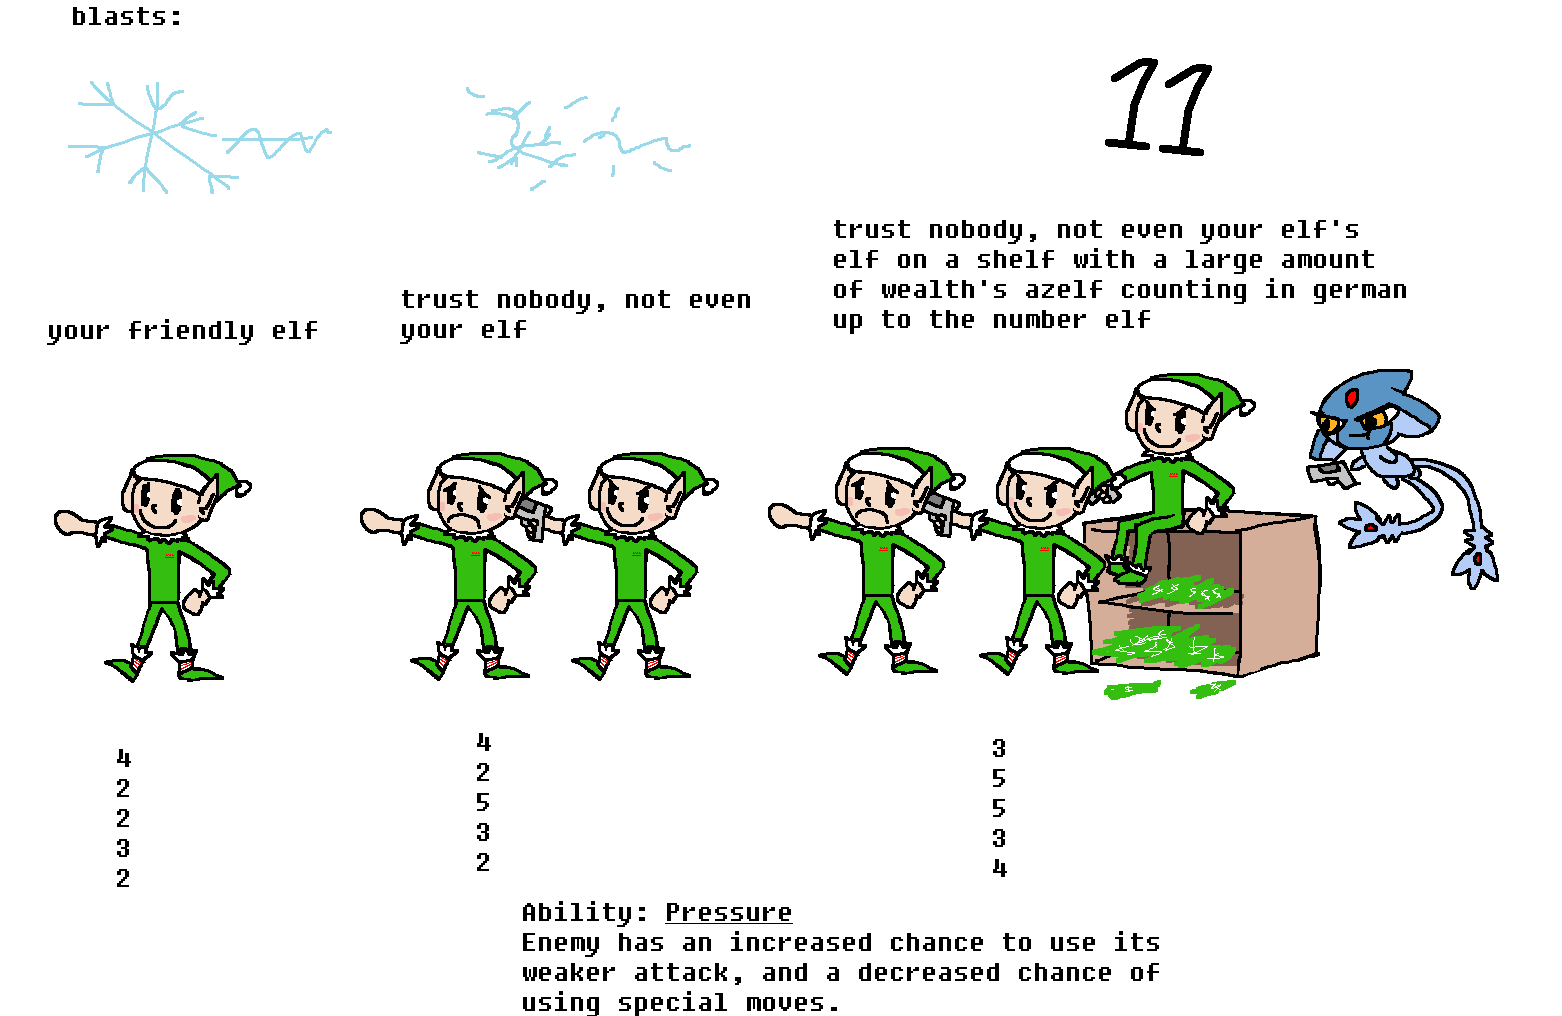 blasts:
11
trust nobody, not even your elf's
elf on a shelf with a large amount
of wealth's azelf counting in german
up to the number elf
trust nobody, not even
your elf
your friendly elf
4
2
2
3
2
4
2
5
3
2
3
5
5
3
4
Ability: Pressure
Enemy has an increased chance to use its
weaker attack, and a decreased chance of
using special moves.